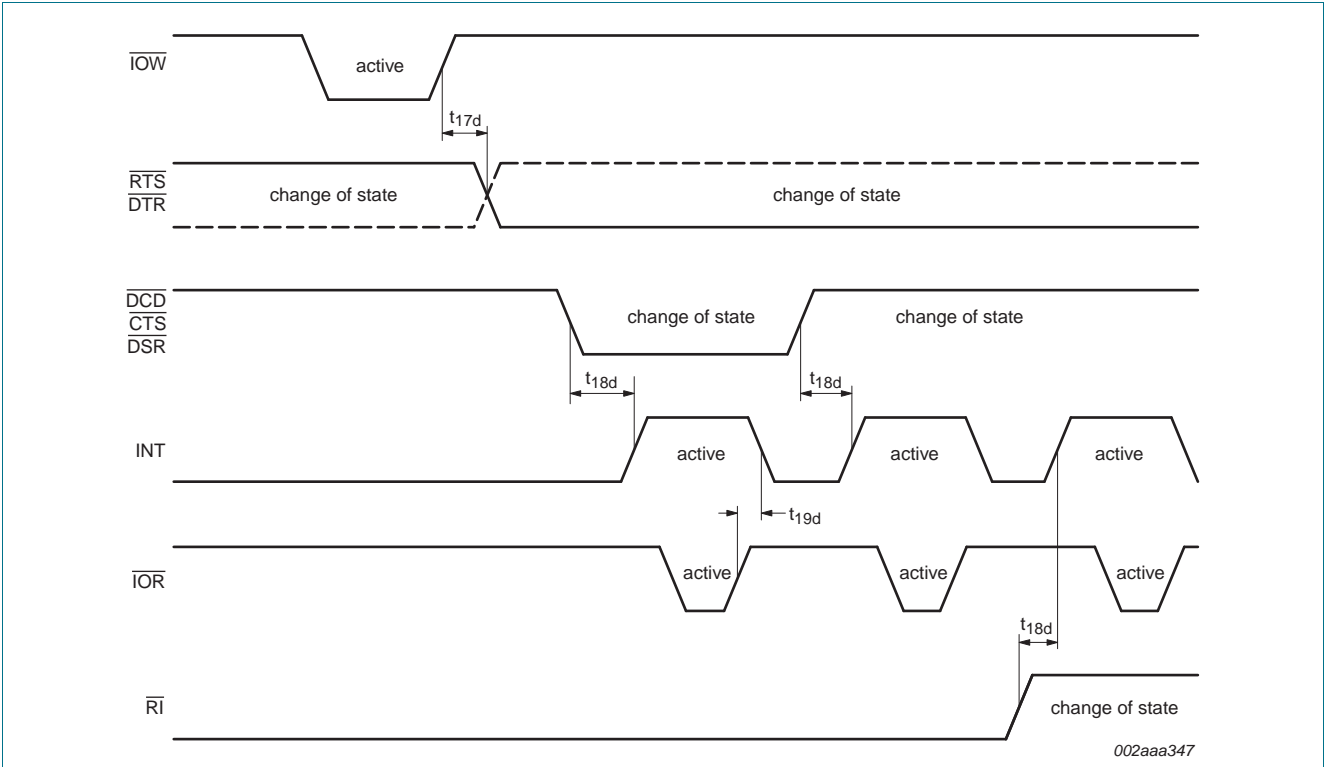 IOW
active
t17d
RTS
DTR
change of state
change of state
DCD
CTS
DSR
change of state
change of state
t18d
t18d
INT
active
active
active
t19d
IOR
active
active
active
t18d
RI
change of state
002aaa347